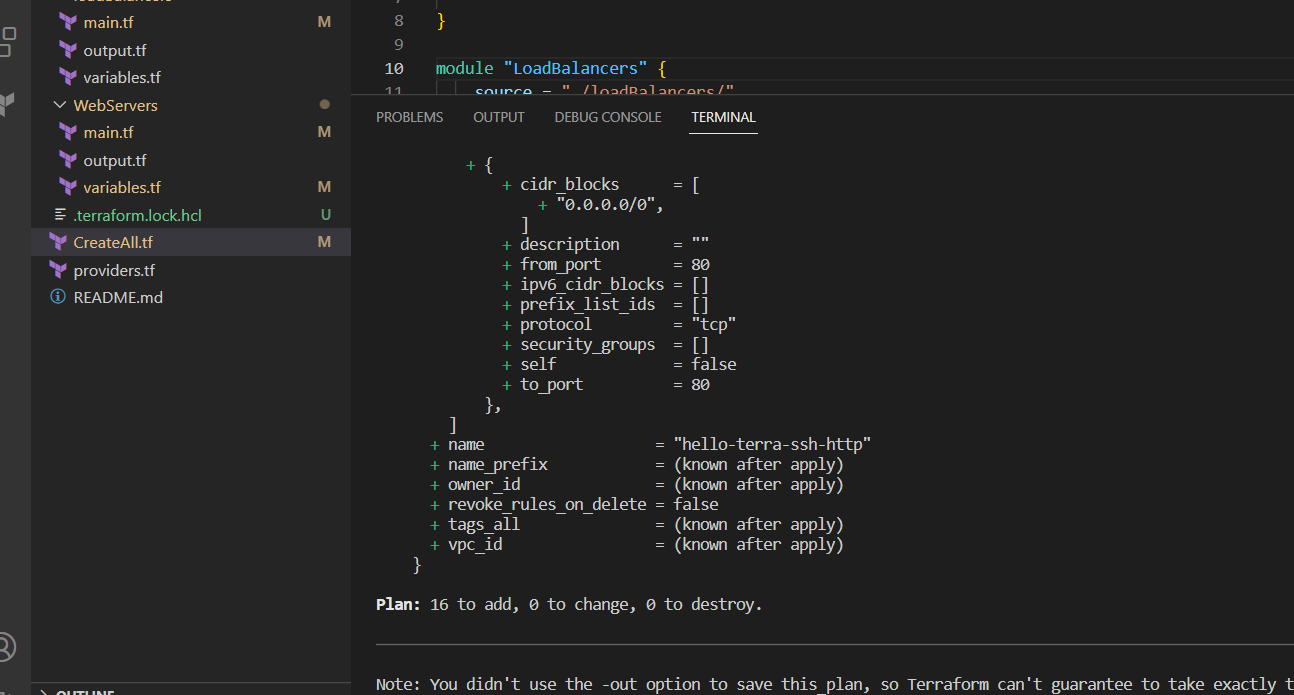 main.tf M
output.tf
variables.tf
WebServers
main.tf M
output.tf
variables.tf M
.terraform.lock.hcl U
CreateAll.tf M
providers.tf
README.md
OUTLINE
8 }
9
10 module "LoadBalancers" {
11 source = "./loadBalancers/"
PROBLEMS OUTPUT DEBUG CONSOLE TERMINAL
+ {
+ cidr_blocks = [
+ "0.0.0.0/0",
]
+ description = ""
+ from_port = 80
+ ipv6_cidr_blocks = []
+ prefix_list_ids = []
+ protocol = "tcp"
+ security_groups = []
+ self = false
+ to_port = 80
},
]
+ name = "hello-terra-ssh-http"
+ name_prefix = (known after apply)
+ owner_id = (known after apply)
+ revoke_rules_on_delete = false
+ tags_all = (known after apply)
+ vpc_id = (known after apply)
}
Plan: 16 to add, 0 to change, 0 to destroy.
Note: You didn't use the -out option to save this plan, so Terraform can't guarantee to take exactly t